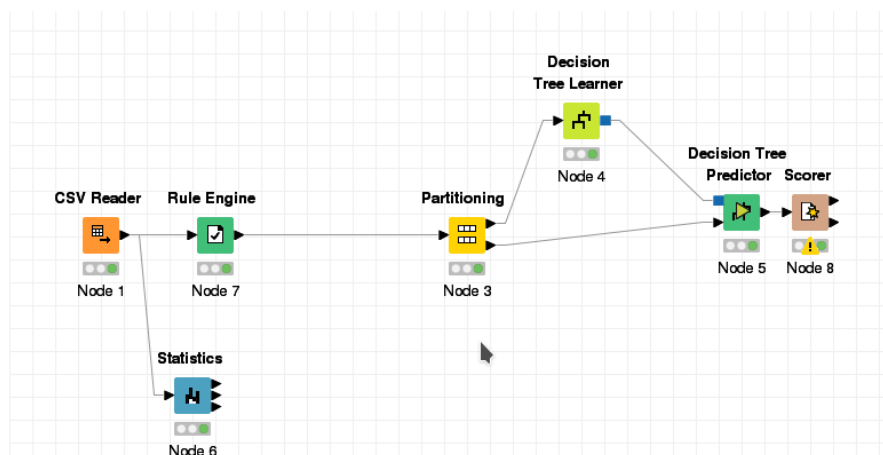 Decision
Tree Learner
Node 4
Decision Tree
Predictor
Scorer
CSV Reader
Rule Engine
Partitioning
Node 1
Node 7
Node 3
Node 5
Node 8
Statistics
Node 6